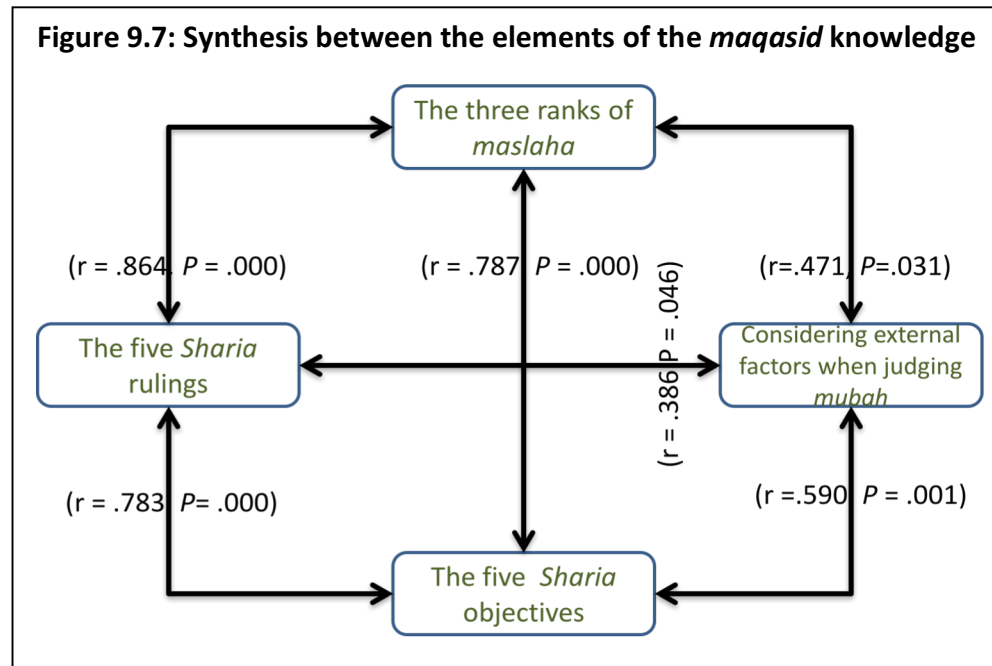 Figure 9.7: Synthesis between the elements of the maqasid knowledge
The three ranks of
maslaha
(r = .864, P = .000)
(r = .787, P = .000)
(r=.471, P=.031)
(r = .386 P = .046)
The five Sharia
rulings
Considering external
factors when judging
mubah
(r = .783, P= .000)
(r =.590, P = .001)
The five Sharia
objectives